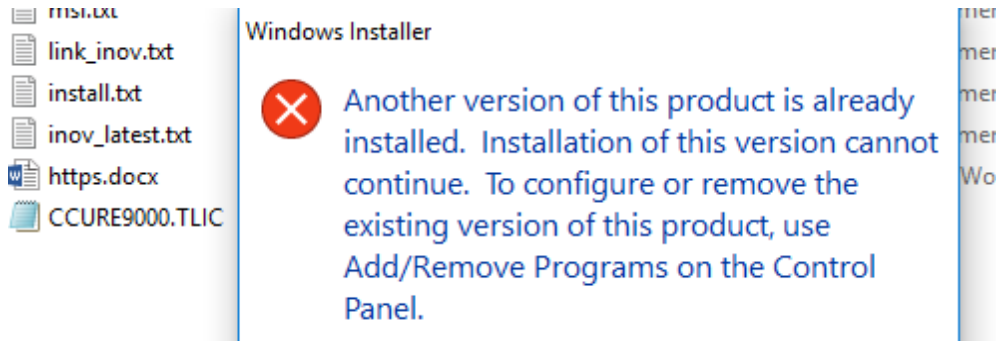 msi.txt
link_inov.txt
install.txt
inov_latest.txt
https.docx
CCURE9000.TLIC
Windows Installer
Another version of this product is already
installed.  Installation of this version cannot
continue.  To configure or remove the
existing version of this product, use
Add/Remove Programs on the Control
Panel.